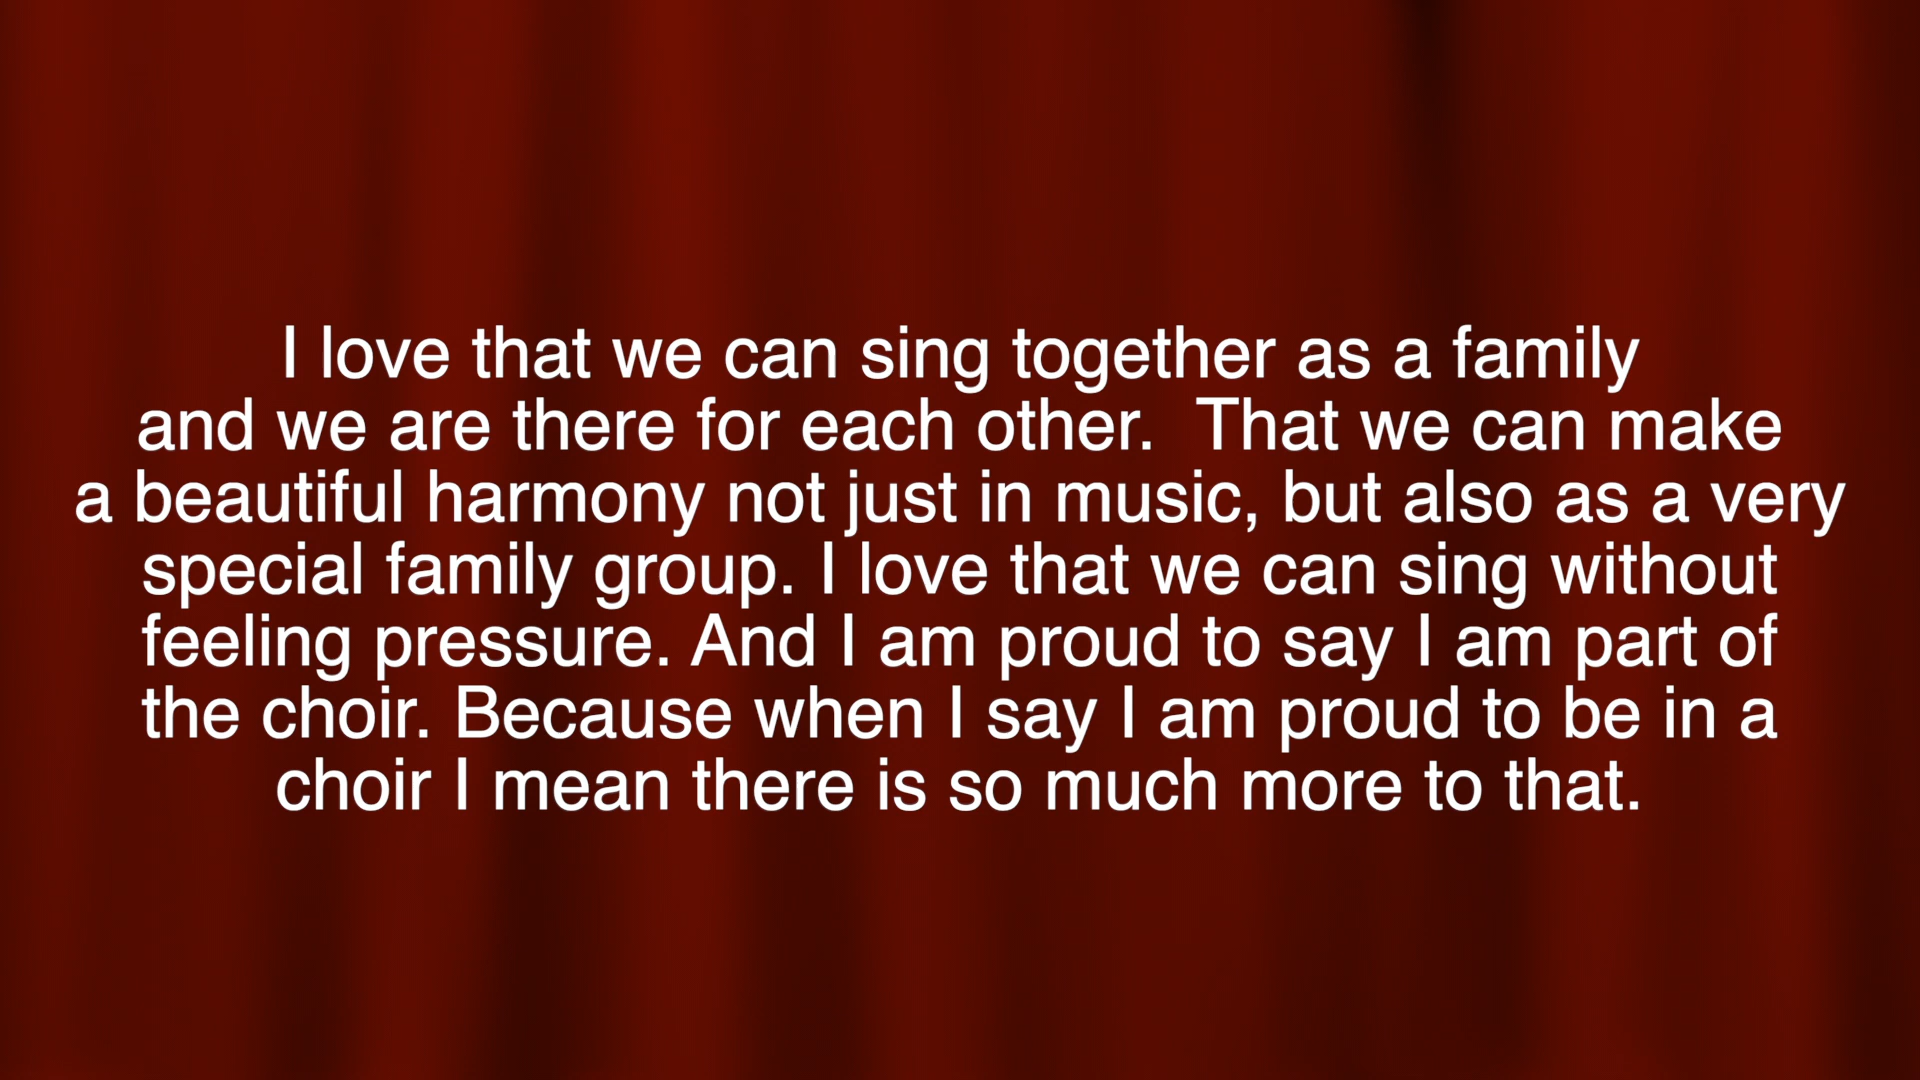 I love that we can sing together as a family
and we are there for each other.  That we can make
a beautiful harmony not just in music, but also as a very
special family group. I love that we can sing without
feeling pressure. And I am proud to say I am part of
the choir. Because when I say I am proud to be in a
choir I mean there is so much more to that.